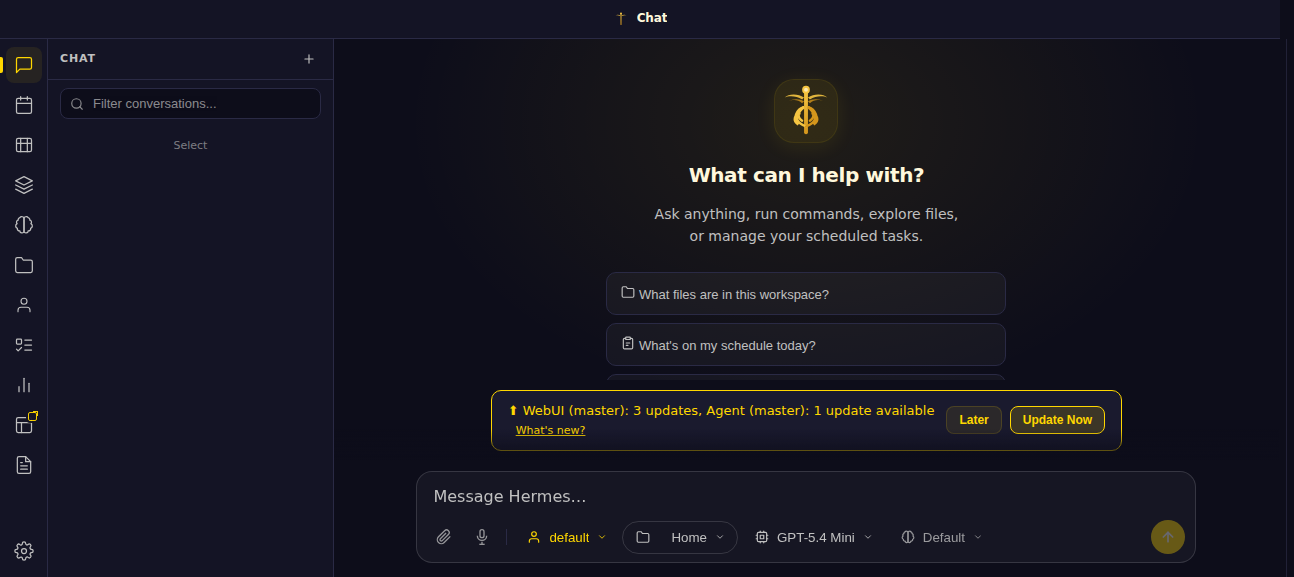 Chat
CHAT
Filter conversations...
Select
What can I help with?
Ask anything, run commands, explore files,
or manage your scheduled tasks.
What files are in this workspace?
What's on my schedule today?
WebUI (master): 3 updates, Agent (master): 1 update available
What's new?
Later
Update Now
Message Hermes…
default
Home
GPT-5.4 Mini
Default